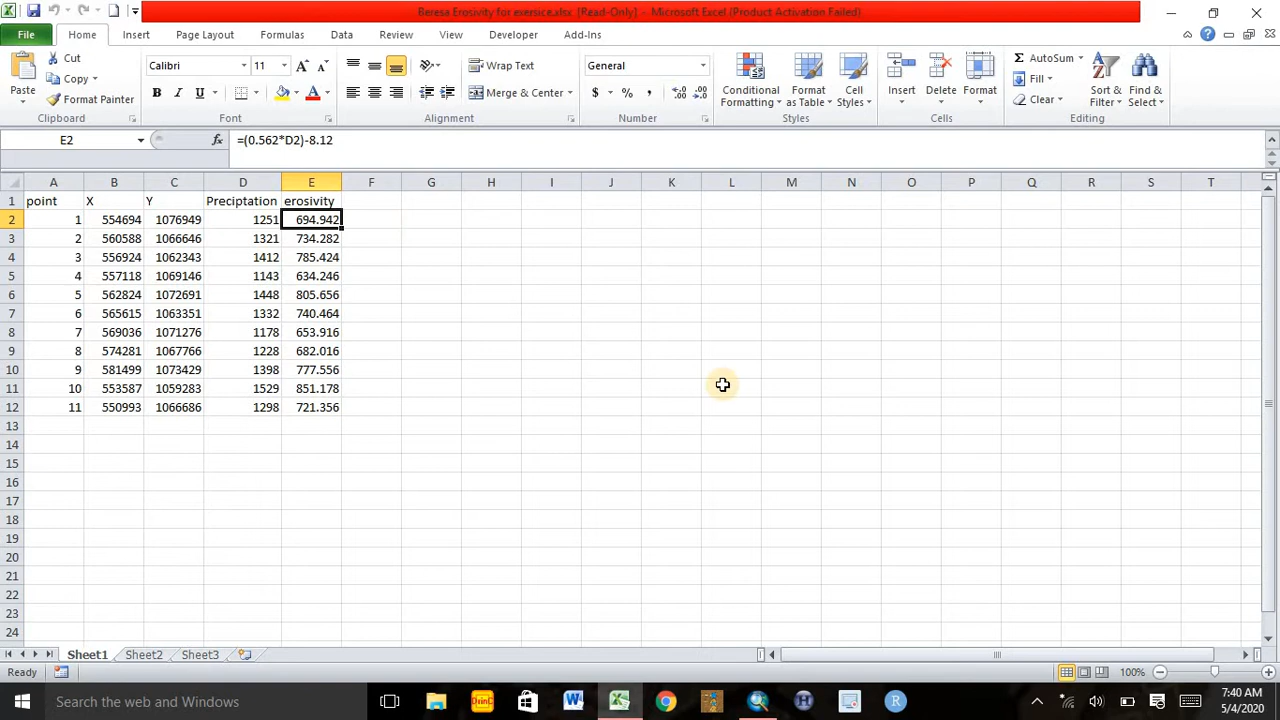 Beresa Erosivity for exersice.xlsx [Read-Only] - Microsoft Excel (Product Activation Failed)
File Home Insert Page Layout Formulas Data Review View Developer Add-Ins
Paste Cut Copy Format Painter Clipboard
Calibri 11 B I U A Font
Wrap Text Merge & Center Alignment
General $ % , Number
Conditional Formatting Format as Table Cell Styles Styles
Insert Delete Format Cells
AutoSum Fill Clear Sort & Filter Find & Select Editing
E2 fx =(0.562*D2)-8.12
A B C D E F G H I J K L M N O P Q R S T
1 point X Y Preciptation erosivity
2 1 554694 1076949 1251 694.942
3 2 560588 1066646 1321 734.282
4 3 556924 1062343 1412 785.424
5 4 557118 1069146 1143 634.246
6 5 562824 1072691 1448 805.656
7 6 565615 1063351 1332 740.464
8 7 569036 1071276 1178 653.916
9 8 574281 1067766 1228 682.016
10 9 581499 1073429 1398 777.556
11 10 553587 1059283 1529 851.178
12 11 550993 1066686 1298 721.356
13
14
15
16
17
18
19
20
21
22
23
24
Sheet1 Sheet2 Sheet3
Ready 100%
Search the web and Windows
7:40 AM
5/4/2020